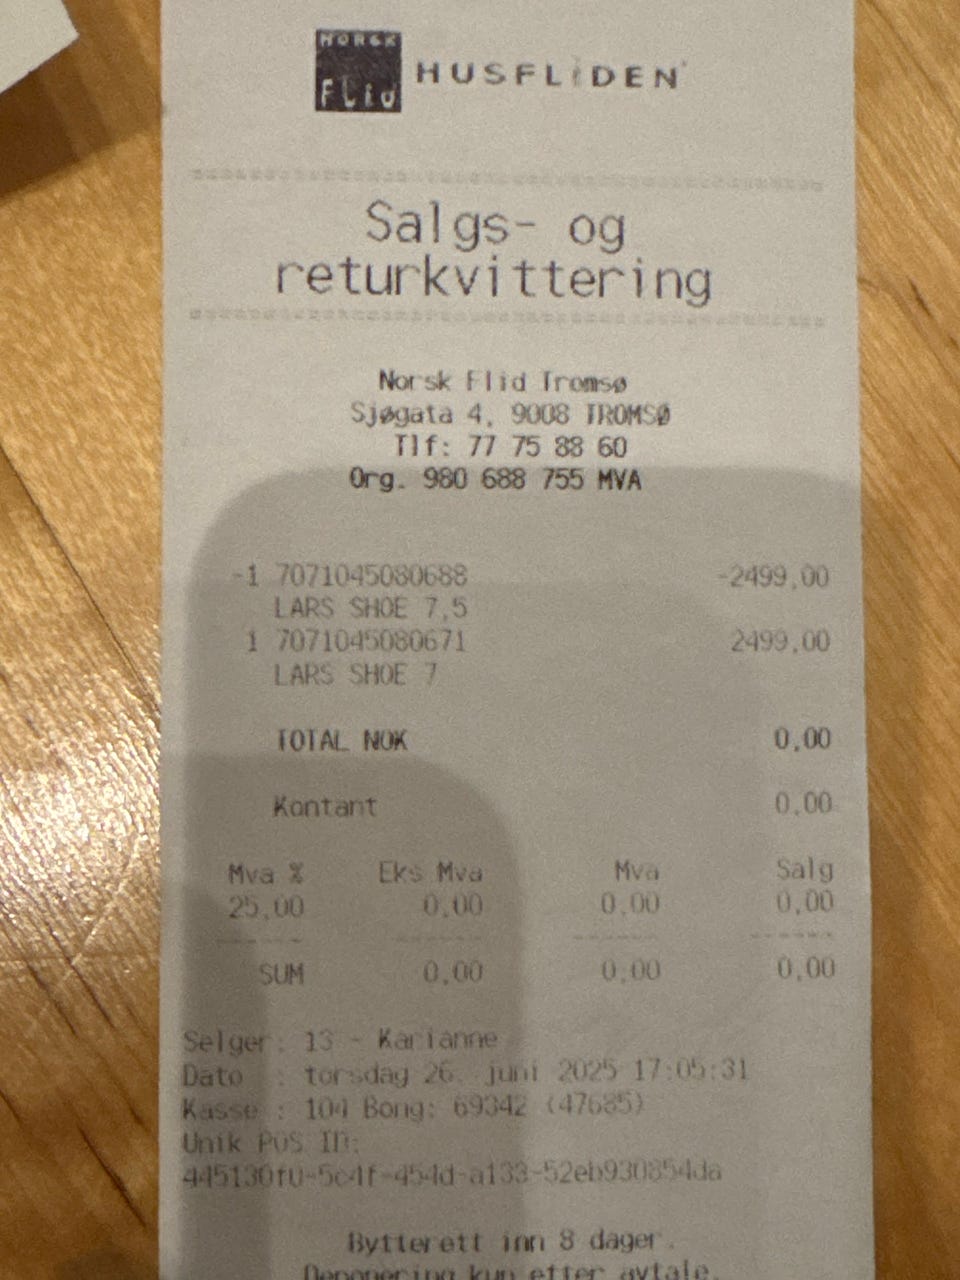 NORSK
Flid
HUSFLiDEN
Salgs- og
returkvittering
Norsk Flid Tromsø
Sjøgata 4, 9008 TROMSØ
Tlf: 77 75 88 60
Org. 980 688 755 MVA
-1 7071045080688 -2499,00
LARS SHOE 7,5
1 7071045080671 2499,00
LARS SHOE 7
TOTAL NOK 0,00
Kontant 0,00
Mva % Eks Mva Mva Salg
25,00 0,00 0,00 0,00
SUM 0,00 0,00 0,00
Selger: 13 - Karianne
Dato : torsdag 26. juni 2025 17:05:31
Kasse : 104 Bong: 69342 (47685)
Unik POS ID:
445130f0-5c4f-454d-a133-52eb930854da
Bytterett inn 8 dager.
Deponering kun etter avtale.